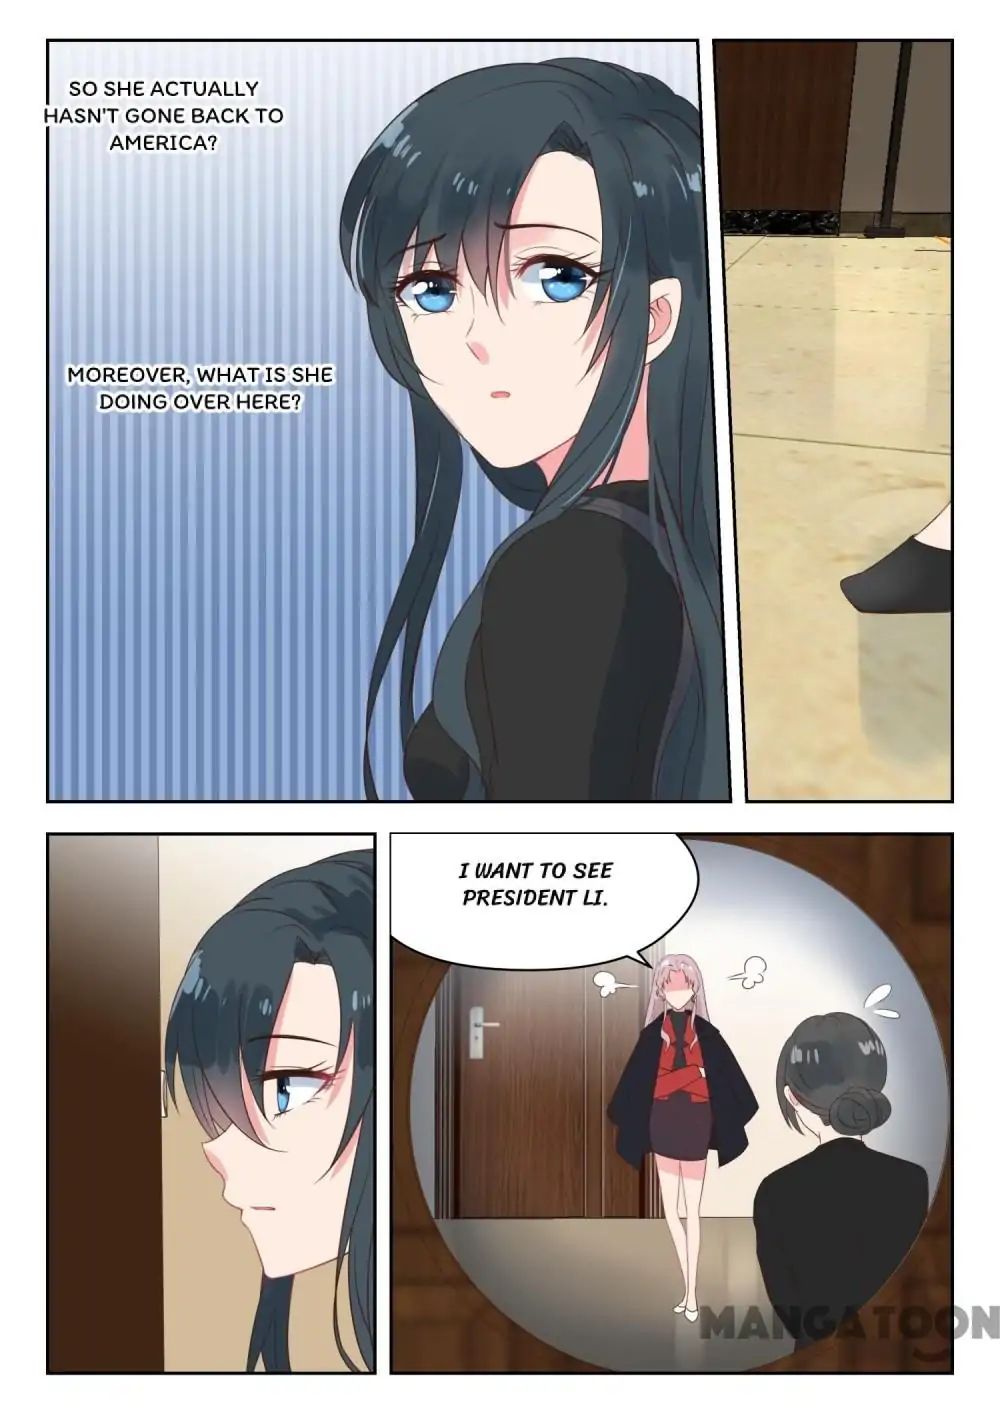 SO SHE ACTUALLY
HASN'T GONE BACK TO
AMERICA?
MOREOVER, WHAT IS SHE
DOING OVER HERE?
I WANT TO SEE
PRESIDENT LI.
MANGATOON